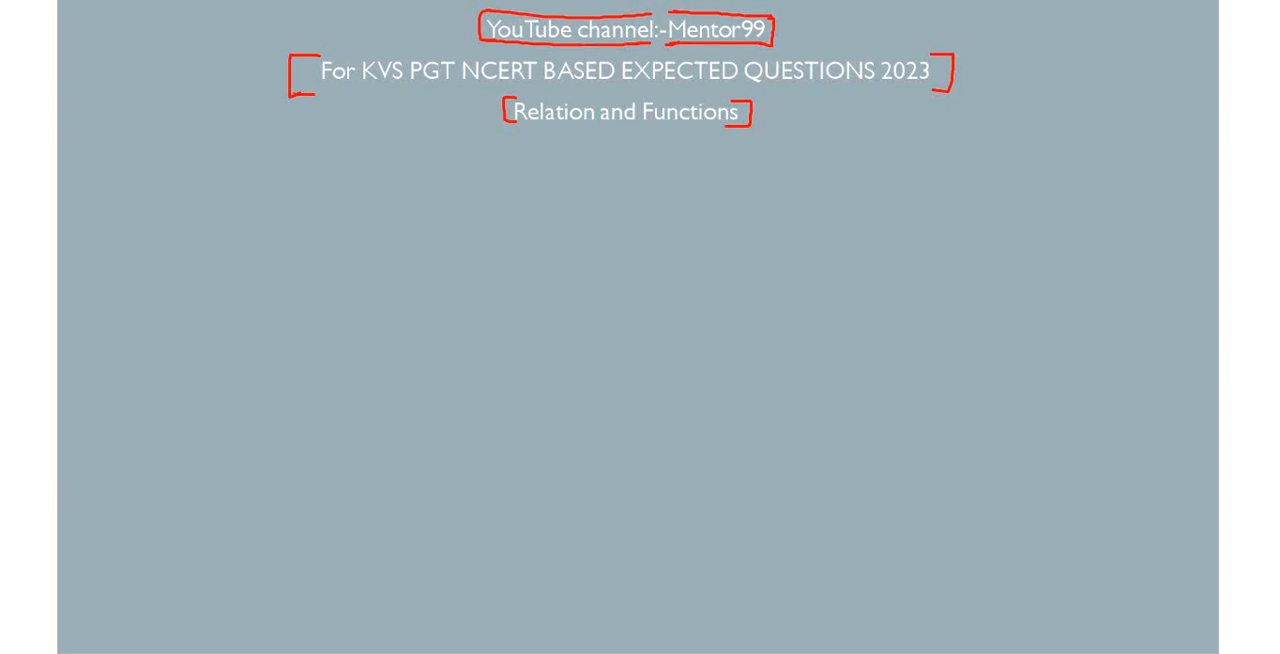 YouTube channel:-Mentor99
For KVS PGT NCERT BASED EXPECTED QUESTIONS 2023
Relation and Functions